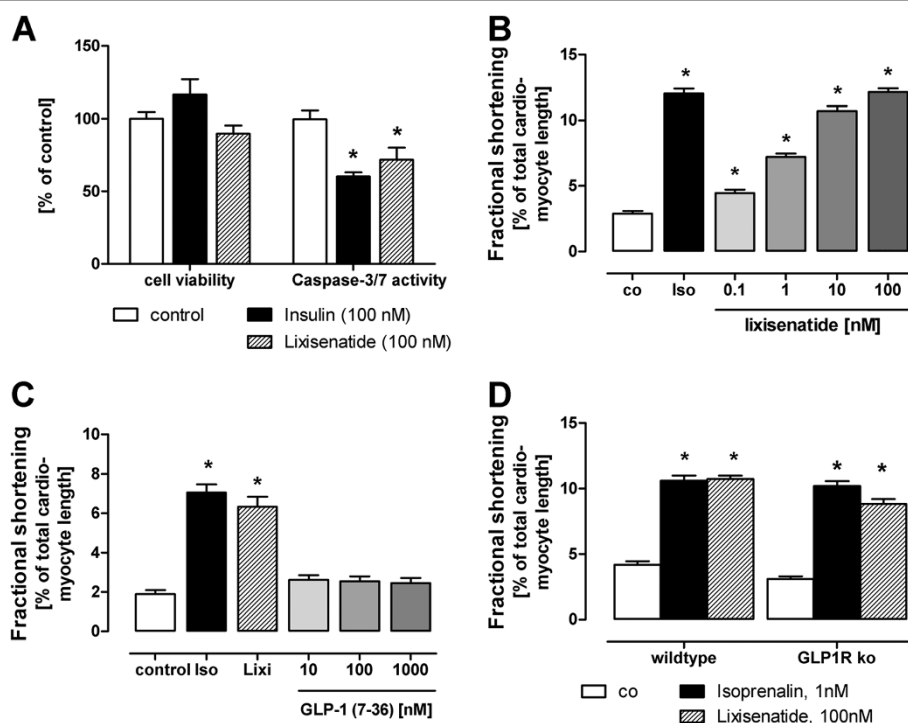 A
[% of control]
150
100
50
0
* *
cell viability Caspase-3/7 activity
control Insulin (100 nM)
Lixisenatide (100 nM)
B
Fractional shortening
[% of total cardio-
myocyte length]
15
10
5
0
* * * * *
co Iso 0.1 1 10 100
lixisenatide [nM]
C
Fractional shortening
[% of total cardio-
myocyte length]
10
8
6
4
2
0
* *
control Iso Lixi 10 100 1000
GLP-1 (7-36) [nM]
D
Fractional shortening
[% of total cardio-
myocyte length]
15
10
5
0
* * * *
wildtype GLP1R ko
co Isoprenalin, 1nM
Lixisenatide, 100nM